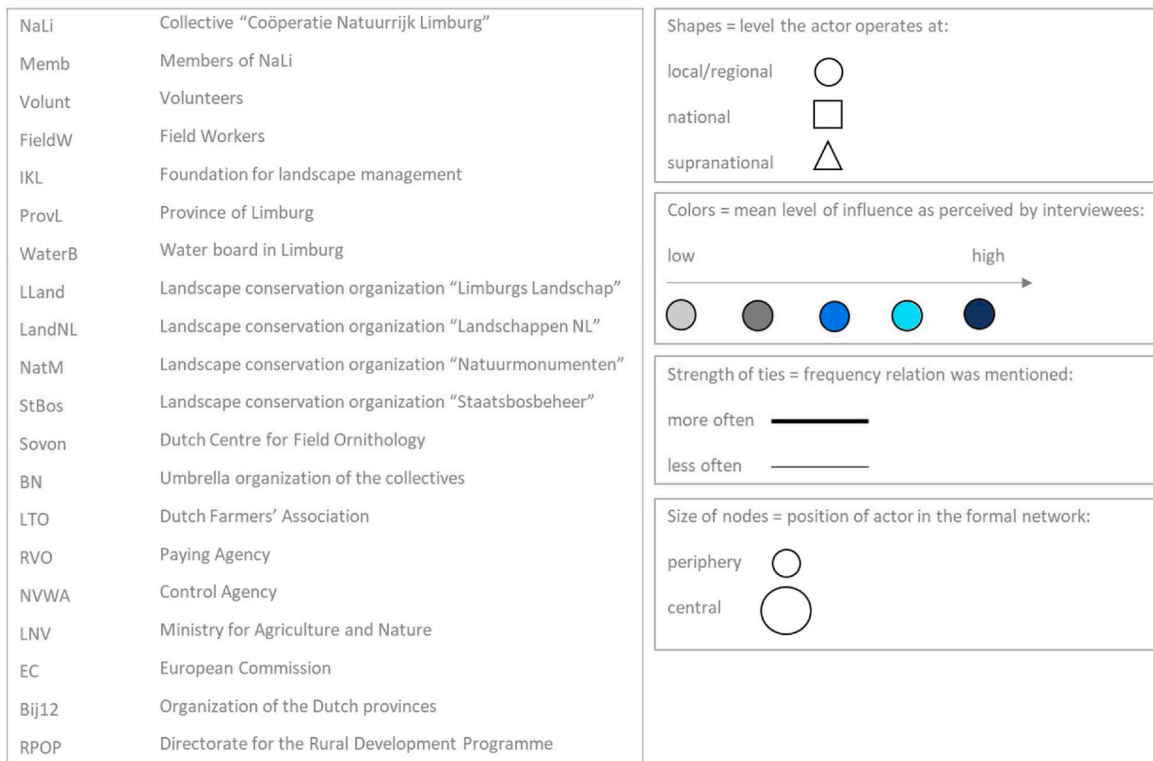 NaLi Collective “Coöperatie Natuurrijk Limburg”
Memb Members of NaLi
Volunt Volunteers
FieldW Field Workers
IKL Foundation for landscape management
ProvL Province of Limburg
WaterB Water board in Limburg
LLand Landscape conservation organization “Limburgs Landschap”
LandNL Landscape conservation organization “Landschappen NL”
NatM Landscape conservation organization “Natuurmonumenten”
StBos Landscape conservation organization “Staatsbosbeheer”
Sovon Dutch Centre for Field Ornithology
BN Umbrella organization of the collectives
LTO Dutch Farmers’ Association
RVO Paying Agency
NVWA Control Agency
LNV Ministry for Agriculture and Nature
EC European Commission
Bij12 Organization of the Dutch provinces
RPOP Directorate for the Rural Development Programme
Shapes = level the actor operates at:
local/regional
national
supranational
Colors = mean level of influence as perceived by interviewees:
low high
Strength of ties = frequency relation was mentioned:
more often
less often
Size of nodes = position of actor in the formal network:
periphery
central